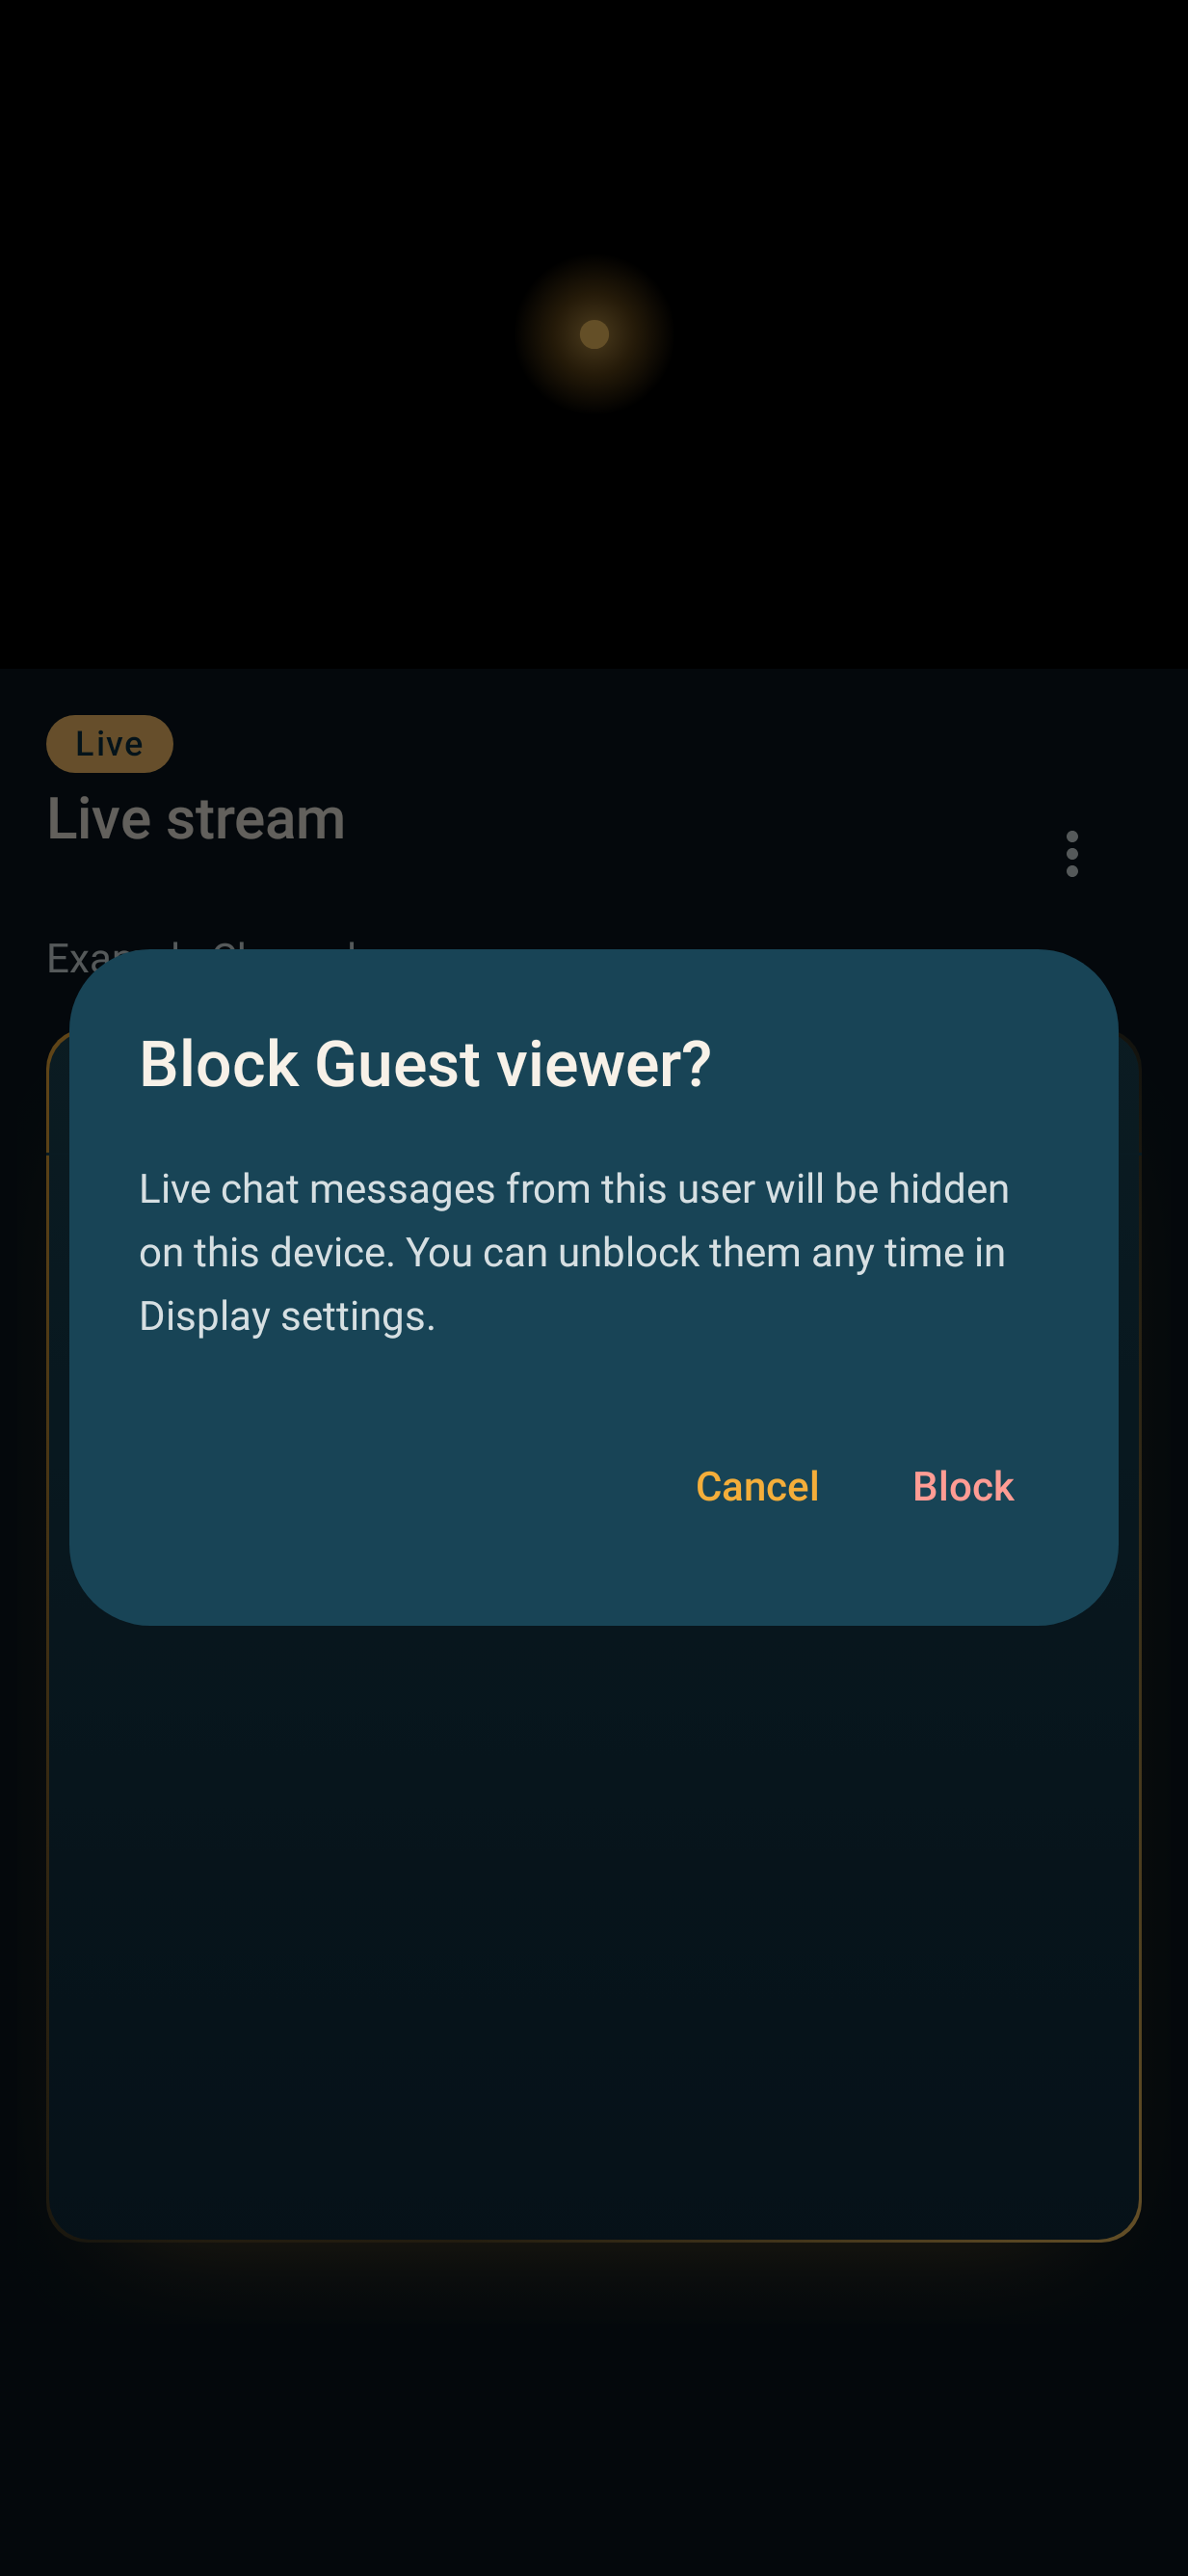 Live
Live stream
Block Guest viewer?
Live chat messages from this user will be hidden
on this device. You can unblock them any time in
Display settings.
Cancel
Block